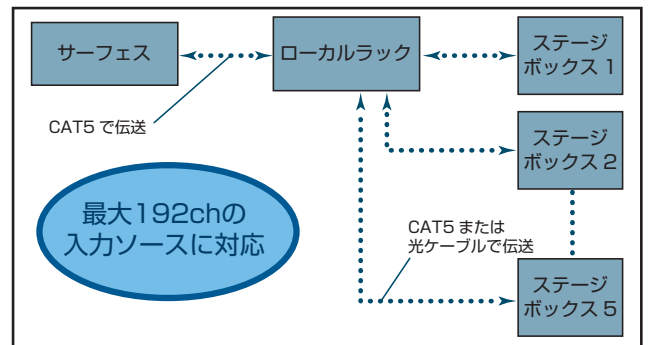 サーフェス
ローカルラック
ステージ
ボックス 1
CAT5 で伝送
ステージ
ボックス 2
最大192chの
入力ソースに対応
CAT5 または
光ケーブルで伝送
ステージ
ボックス 5